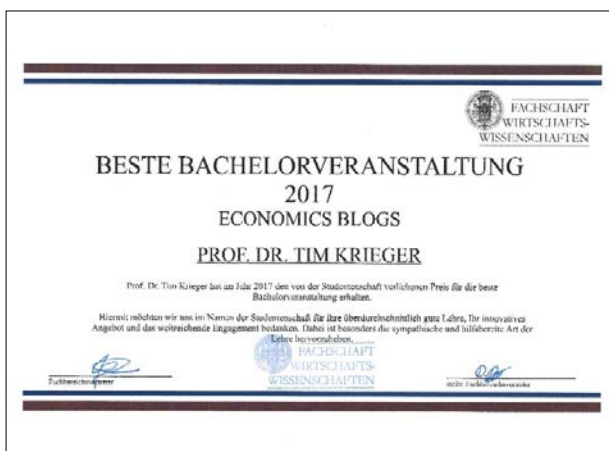 FACHSCHAFT
WIRTSCHAFTS-
WISSENSCHAFTEN
BESTE BACHELORVERANSTALTUNG
2017
ECONOMICS BLOGS
PROF. DR. TIM KRIEGER
Prof. Dr. Tim Krieger hat im Jahr 2017 den von der Studentenschaft verliehenen Preis für die beste
Bachelorveranstaltung erhalten.
Hiermit möchten wir uns im Namen der Studentenschaft für Ihre überdurchschnittlich gute Lehre, Ihr innovatives
Angebot und das weitreichende Engagement bedanken. Dabei ist besonders die sympathische und hilfsbereite Art der
Lehre hervorzuheben.
FACHSCHAFT
WIRTSCHAFTS-
WISSENSCHAFTEN